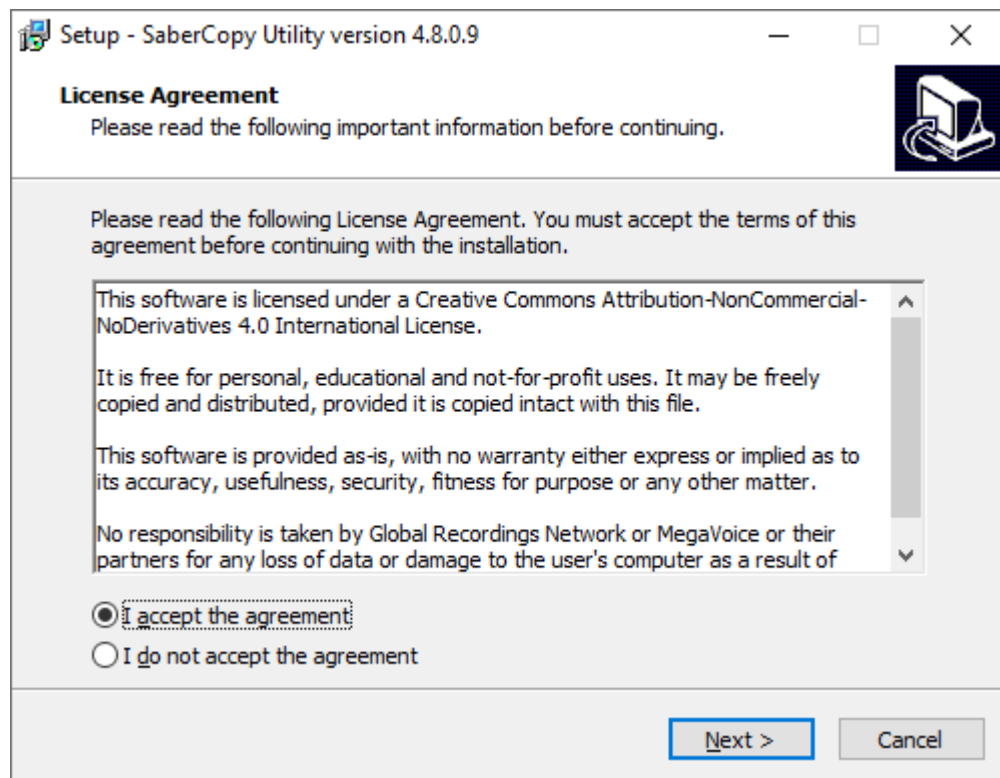 Setup - SaberCopy Utility version 4.8.0.9
License Agreement
Please read the following important information before continuing.
Please read the following License Agreement. You must accept the terms of this
agreement before continuing with the installation.
This software is licensed under a Creative Commons Attribution-NonCommercial-
NoDerivatives 4.0 International License.
It is free for personal, educational and not-for-profit uses. It may be freely
copied and distributed, provided it is copied intact with this file.
This software is provided as-is, with no warranty either express or implied as to
its accuracy, usefulness, security, fitness for purpose or any other matter.
No responsibility is taken by Global Recordings Network or MegaVoice or their
partners for any loss of data or damage to the user's computer as a result of
I accept the agreement
I do not accept the agreement
Next >
Cancel